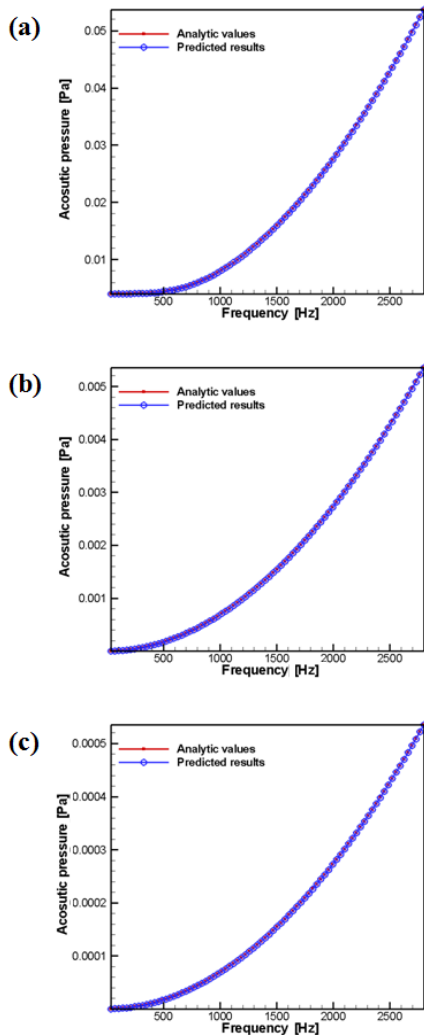 (a)
Analytic values
Predicted results
0.05
0.04
0.03
0.02
0.01
Acosutic pressure [Pa]
500
1000
1500
2000
2500
Frequency [Hz]
(b)
Analytic values
Predicted results
0.005
0.004
0.003
0.002
0.001
Acosutic pressure [Pa]
500
1000
1500
2000
2500
Frequency [Hz]
(c)
Analytic values
Predicted results
0.0005
0.0004
0.0003
0.0002
0.0001
Acosutic pressure [Pa]
500
1000
1500
2000
2500
Frequency [Hz]